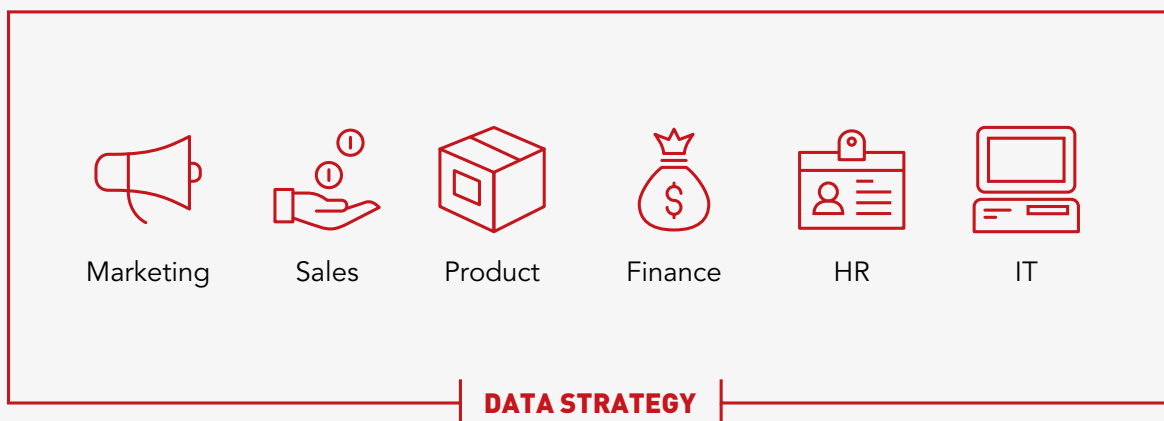 Marketing
Sales
Product
Finance
HR
IT
$
DATA STRATEGY